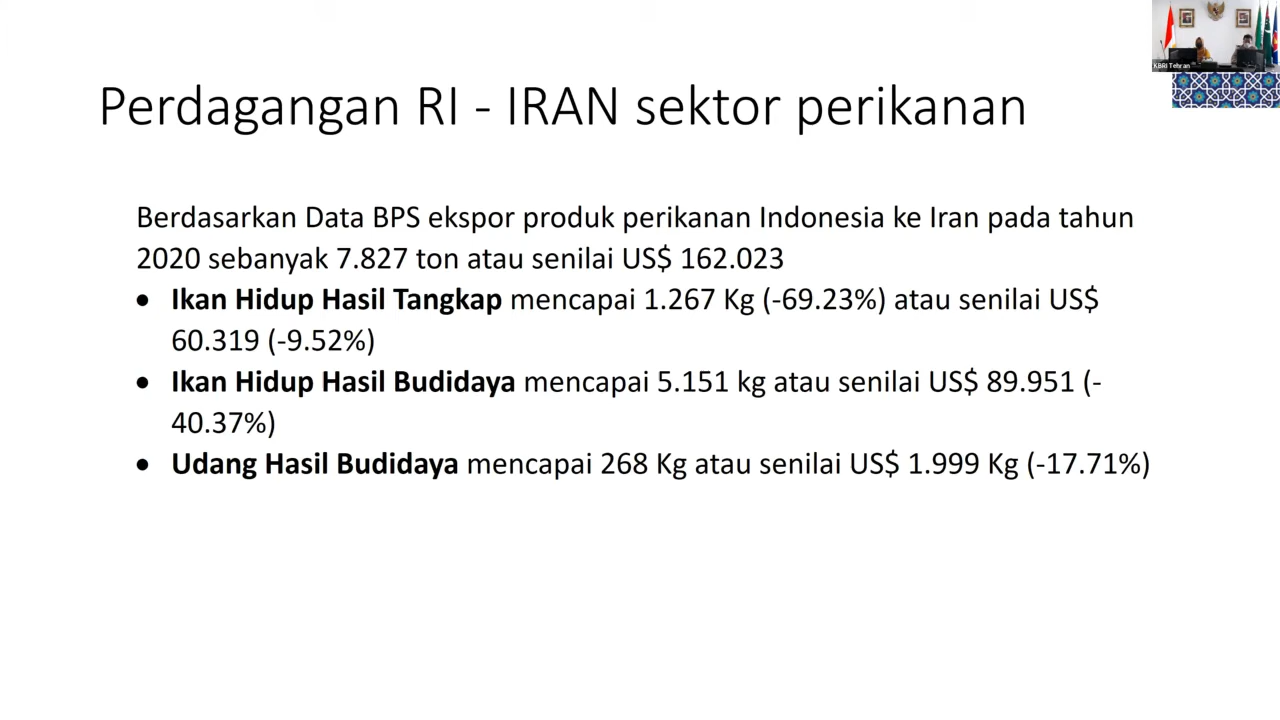 KBRI Tehran
Perdagangan RI - IRAN sektor perikanan
Berdasarkan Data BPS ekspor produk perikanan Indonesia ke Iran pada tahun
2020 sebanyak 7.827 ton atau senilai US$ 162.023
• Ikan Hidup Hasil Tangkap mencapai 1.267 Kg (-69.23%) atau senilai US$
60.319 (-9.52%)
• Ikan Hidup Hasil Budidaya mencapai 5.151 kg atau senilai US$ 89.951 (-
40.37%)
• Udang Hasil Budidaya mencapai 268 Kg atau senilai US$ 1.999 Kg (-17.71%)